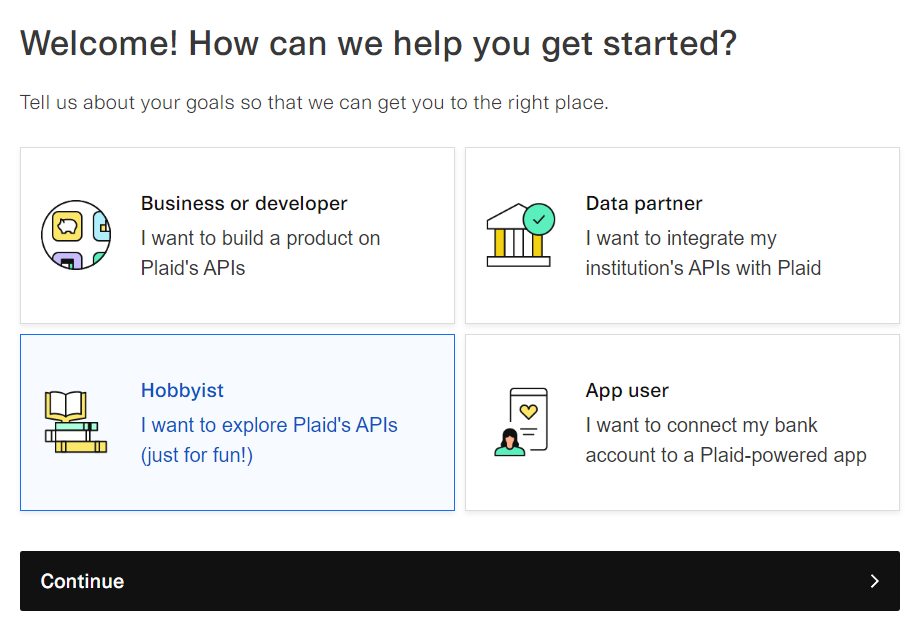 Welcome! How can we help you get started?
Tell us about your goals so that we can get you to the right place.
Business or developer
I want to build a product on
Plaid's APIs
Data partner
I want to integrate my
institution's APIs with Plaid
Hobbyist
I want to explore Plaid's APIs
(just for fun!)
App user
I want to connect my bank
account to a Plaid-powered app
Continue